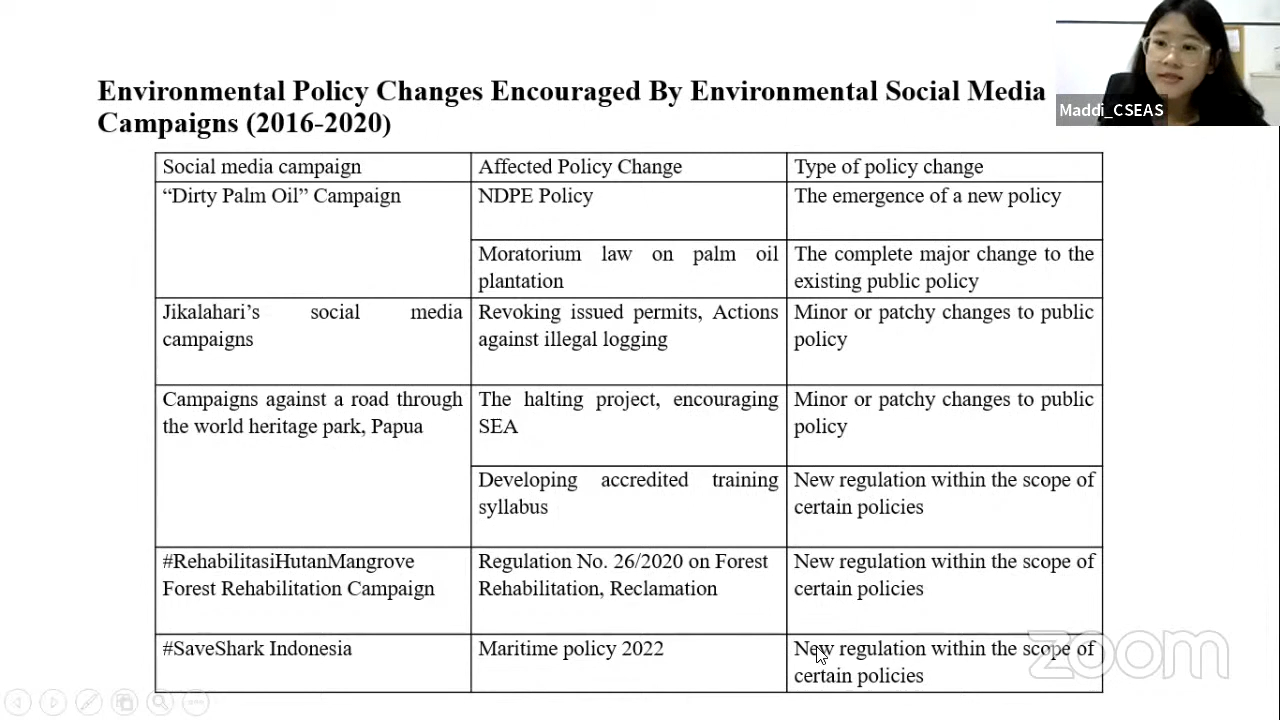 Environmental Policy Changes Encouraged By Environmental Social Media
Campaigns (2016-2020)
Maddi_CSEAS
Social media campaign
Affected Policy Change
Type of policy change
“Dirty Palm Oil” Campaign
NDPE Policy
The emergence of a new policy
Moratorium law on palm oil
plantation
The complete major change to the
existing public policy
Jikalahari’s social media
campaigns
Revoking issued permits, Actions
against illegal logging
Minor or patchy changes to public
policy
Campaigns against a road through
the world heritage park, Papua
The halting project, encouraging
SEA
Minor or patchy changes to public
policy
Developing accredited training
syllabus
New regulation within the scope of
certain policies
#RehabilitasiHutanMangrove
Forest Rehabilitation Campaign
Regulation No. 26/2020 on Forest
Rehabilitation, Reclamation
New regulation within the scope of
certain policies
#SaveShark Indonesia
Maritime policy 2022
New regulation within the scope of
certain policies
zoom